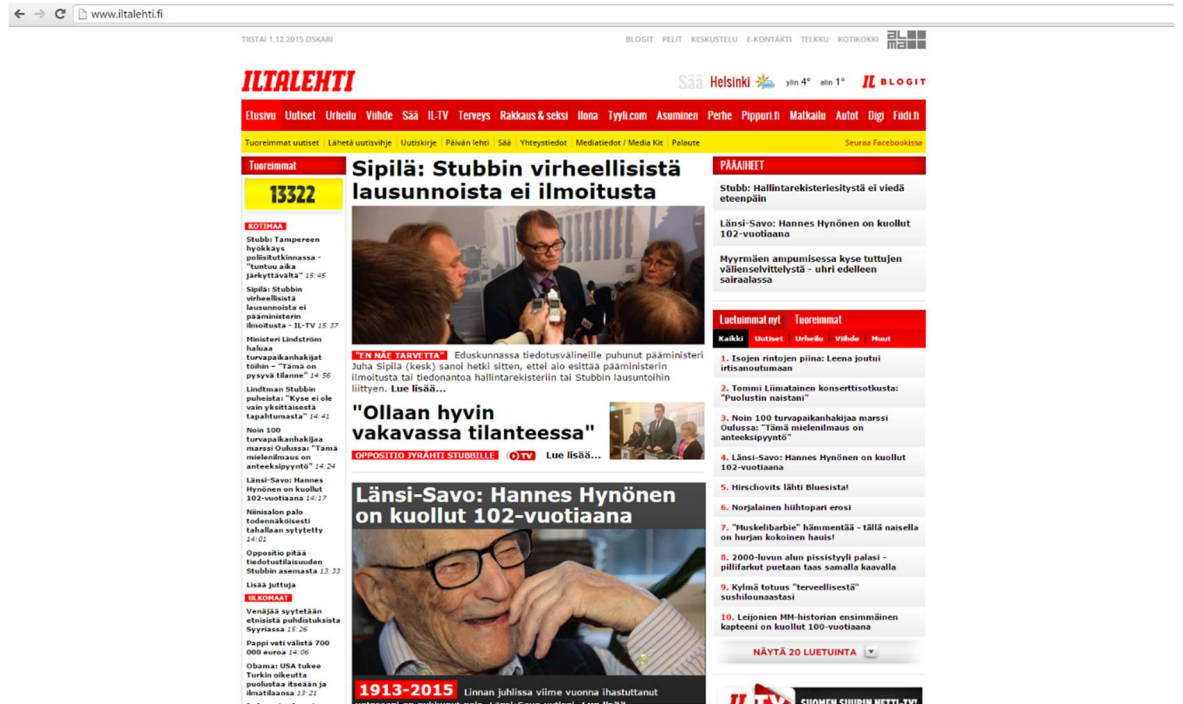 www.iltalehti.fi
TIISTAI 1.12.2015 OSKARI
BLOGIT PELIT KESKUSTELU E-KONTAKTI TELKKU KOTIKOKKI
ALMA
ILTALEHTI
Sää Helsinki ylin 4° alin 1°
IL BLOGIT
Etusivu Uutiset Urheilu Viihde Sää IL-TV Terveys Rakkaus & seksi Ilona Tyyli.com Asuminen Perhe Pippuri.fi Matkailu Autot Digi Fiidi.fi
Tuoreimmat uutiset Lähetä uutisvihje Uutiskirje Päivän lehti Sää Yhteystiedot Mediatiedot / Media Kit Palaute Seuraa Facebookissa
Tuoreimmat
13322
KOTIMAA
Stubb: Tampereen
hyökkäys
poliisitutkinnassa -
"tuntuu aika
järkyttävältä" 15:45
Sipilä: Stubbin
virheellisistä
lausunnoista ei
pääministerin
ilmoitusta - IL-TV 15:37
Ministeri Lindström
haluaa
turvapaikanhakijat
töihin – "Tämä on
pysyvä tilanne" 14:56
Lindtman Stubbin
puheista: "Kyse ei ole
vain yksittäisestä
tapahtumasta" 14:41
Noin 100
turvapaikanhakijaa
marssi Oulussa: "Tämä
mielenilmaus on
anteeksipyyntö" 14:24
Länsi-Savo: Hannes
Hynönen on kuollut
102-vuotiaana 14:17
Niinisalon palo
todennäköisesti
tahallaan sytytetty
14:01
Oppositio pitää
tiedotustilaisuuden
Stubbin asemasta 13:33
Lisää juttuja
ULKOMAAT
Venäjää syytetään
etnisistä puhdistuksista
Syyriassa 15:26
Pappi veti välistä 700
000 euroa 14:06
Obama: USA tukee
Turkin oikeutta
puolustaa itseään ja
ilmatilaansa 13:21
Sipilä: Stubbin virheellisistä
lausunnoista ei ilmoitusta
"EN NÄE TARVETTA" Eduskunnassa tiedotusvälineille puhunut pääministeri
Juha Sipilä (kesk) sanoi hetki sitten, ettei aio esittää pääministerin
ilmoitusta tai tiedonantoa hallintarekisteriin tai Stubbin lausuntoihin
liittyen. Lue lisää...
"Ollaan hyvin
vakavassa tilanteessa"
OPPOSITIO JYRÄHTI STUBBILLE TV Lue lisää...
Länsi-Savo: Hannes Hynönen
on kuollut 102-vuotiaana
1913-2015 Linnan juhlissa viime vuonna ihastuttanut
PÄÄAIHEET
Stubb: Hallintarekisteriesitystä ei viedä
eteenpäin
Länsi-Savo: Hannes Hynönen on kuollut
102-vuotiaana
Myyrmäen ampumisessa kyse tuttujen
välienselvittelystä - uhri edelleen
sairaalassa
Luetuimmat nyt Tuoreimmat
Kaikki Uutiset Urheilu Viihde Muut
1. Isojen rintojen piina: Leena joutui
irtisanoutumaan
2. Tommi Liimatainen konserttisotkusta:
"Puolustin naistani"
3. Noin 100 turvapaikanhakijaa marssi
Oulussa: "Tämä mielenilmaus on
anteeksipyyntö"
4. Länsi-Savo: Hannes Hynönen on kuollut
102-vuotiaana
5. Hirschovits lähti Bluesista!
6. Norjalainen hiihtopari erosi
7. "Muskelibarbie" hämmentää - tällä naisella
on hurjan kokoinen hauis!
8. 2000-luvun alun pissistyyli palasi -
pillifarkut puetaan taas samalla kaavalla
9. Kylmä totuus "terveellisestä"
sushilounaastasi
10. Leijonien MM-historian ensimmäinen
kapteeni on kuollut 100-vuotiaana
NÄYTÄ 20 LUETUINTA
IL TV SUOMEN SUURIN NETTI-TV!